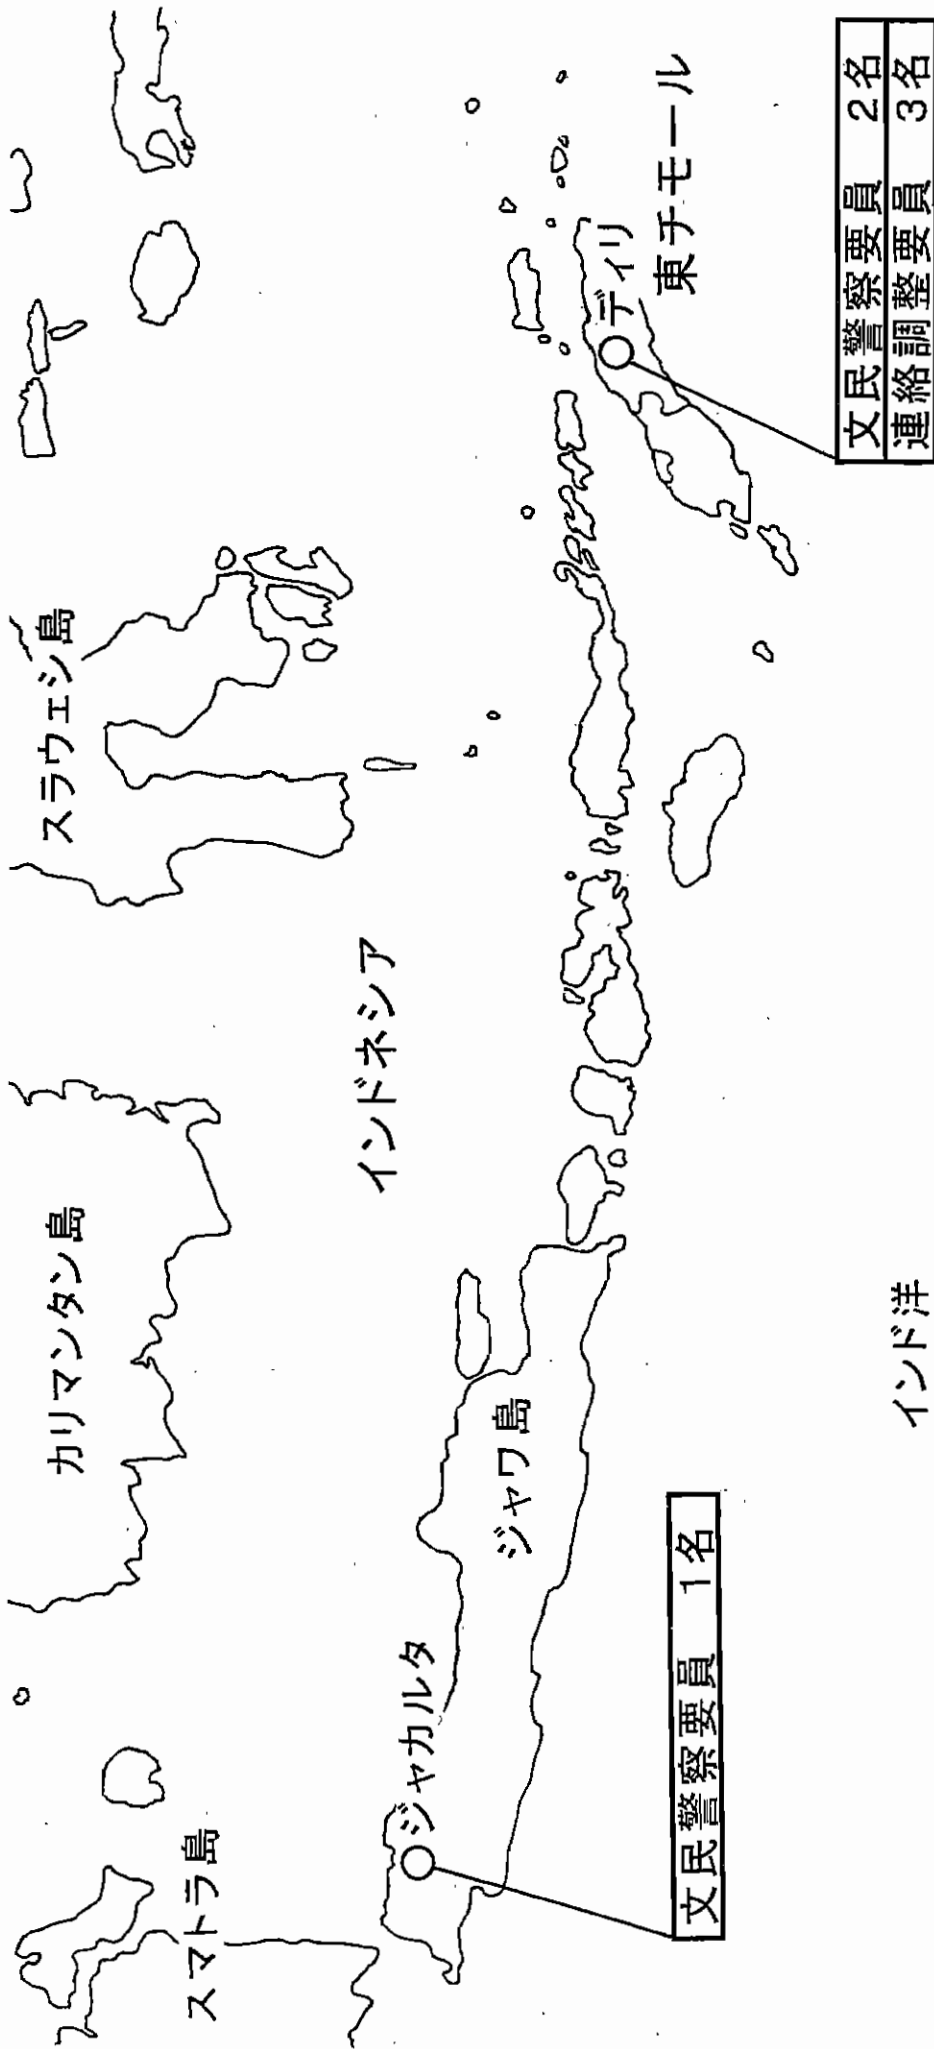 カリマンタン島
スラウェシ島
スマトラ島
インドネシア
ジャカルタ
ジャワ島
ディリ
東チモール
文民警察要員 1名
文民警察要員 2名
連絡調整要員 3名
インド洋